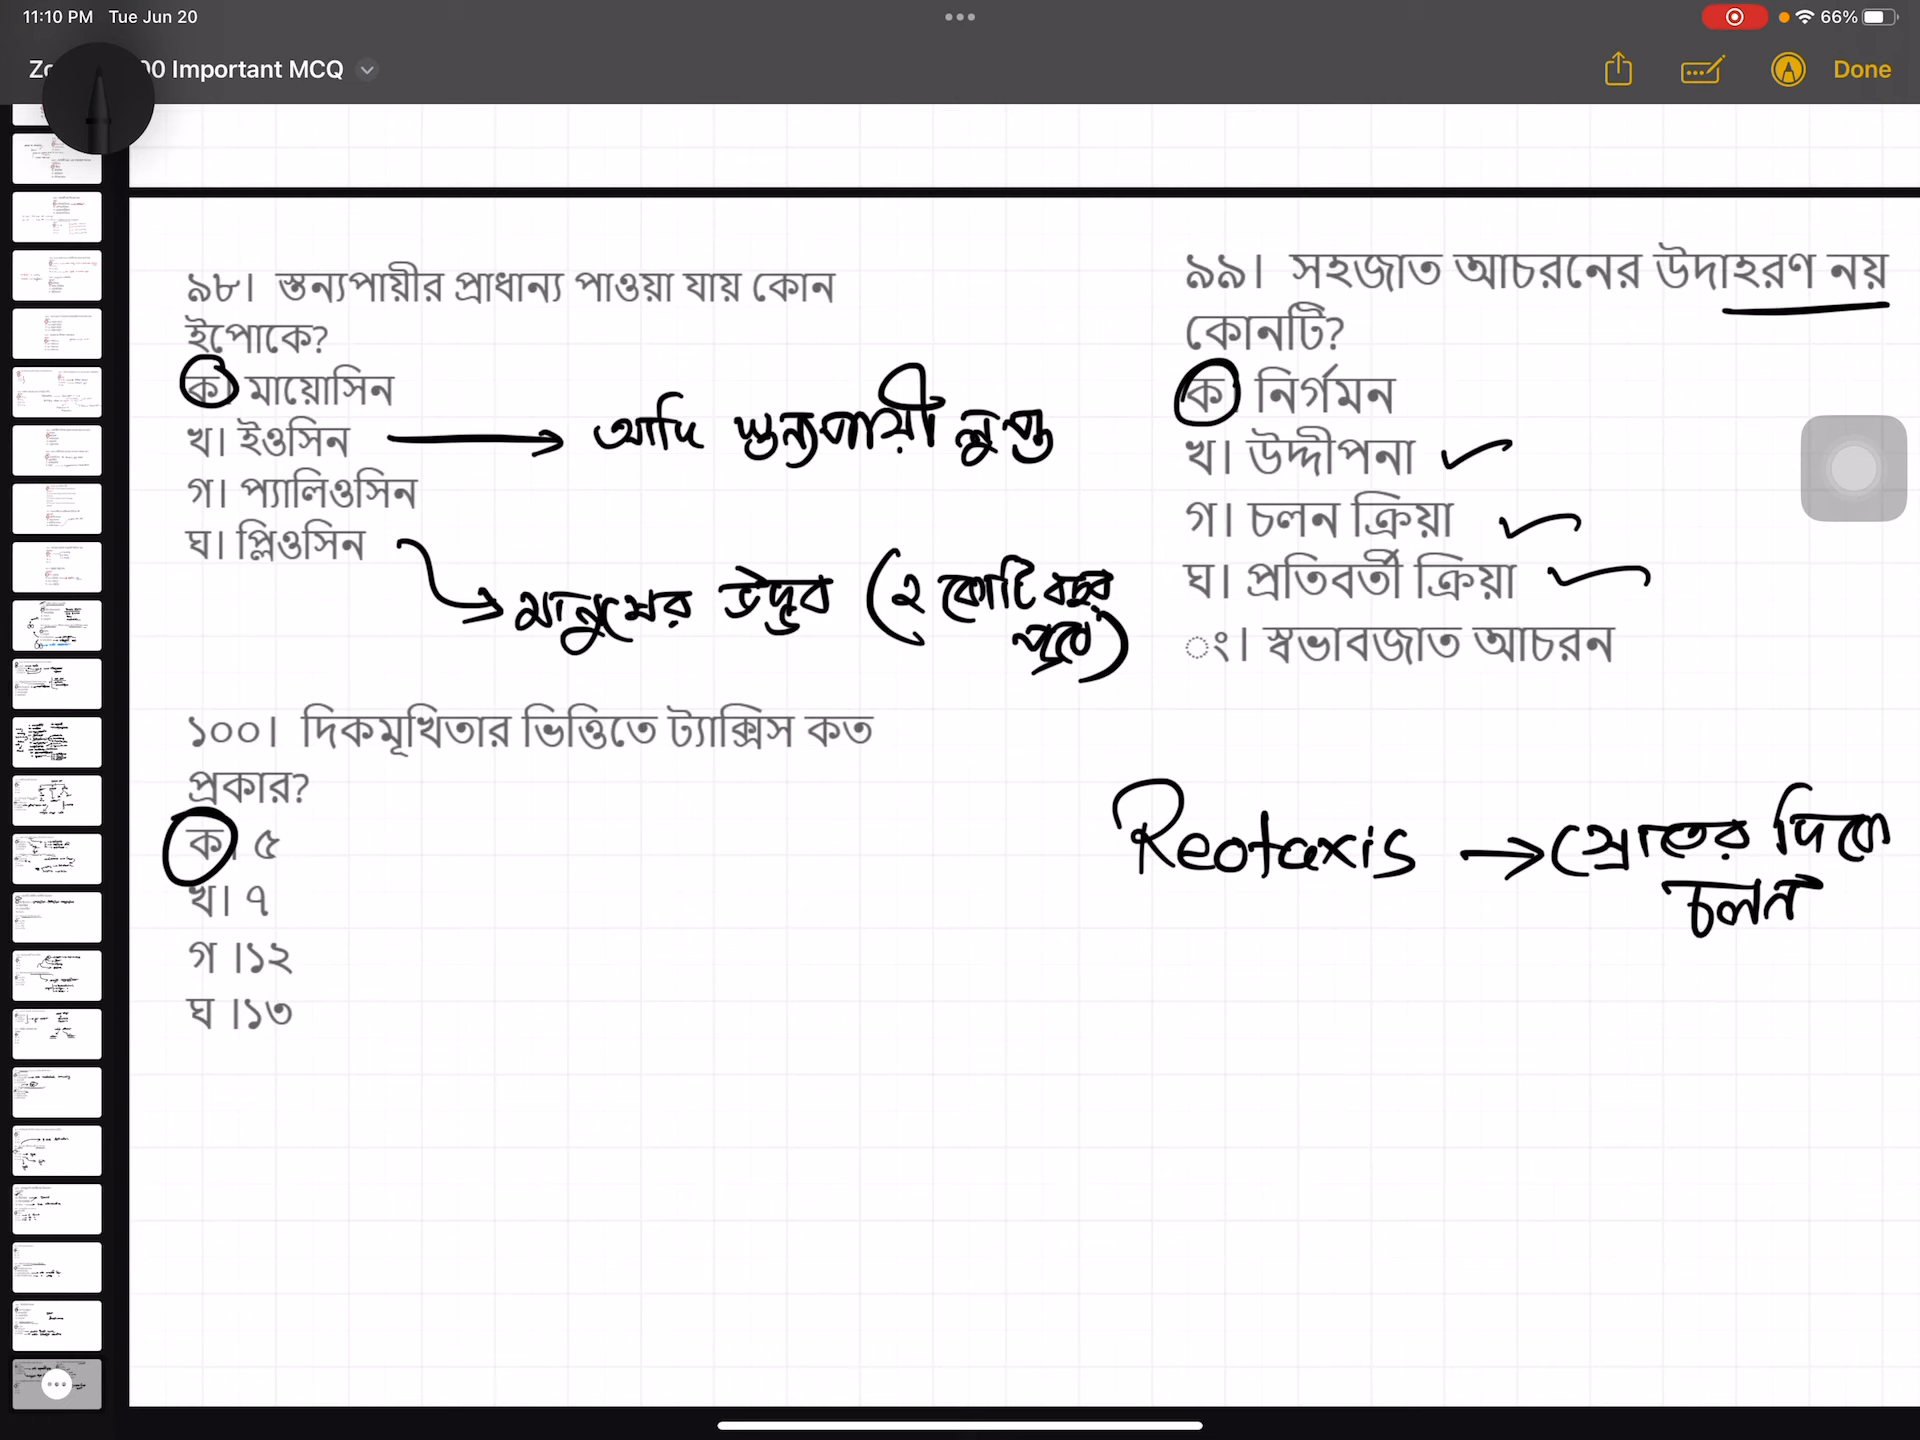 11:10 PM Tue Jun 20
66%
Zo 00 Important MCQ
Done
৯৮। স্তন্যপায়ীর প্রাধান্য পাওয়া যায় কোন
ইপোকে?
ক। মায়োসিন
খ। ইওসিন → আদি স্তন্যপায়ী লুপ্ত
গ। প্যালিওসিন
ঘ। প্লিওসিন
→ মানুষের উদ্ভব (২ কোটি বছর
পূর্বে)
৯৯। সহজাত আচরনের উদাহরণ নয়
কোনটি?
ক। নির্গমন
খ। উদ্দীপনা ✓
গ। চলন ক্রিয়া ✓
ঘ। প্রতিবর্তী ক্রিয়া ✓
ং। স্বভাবজাত আচরন
১০০। দিকমূখিতার ভিত্তিতে ট্যাক্সিস কত
প্রকার?
ক। ৫
খ। ৭
গ ।১২
ঘ ।১৩
Reotaxis → স্রোতের দিকে
চলন